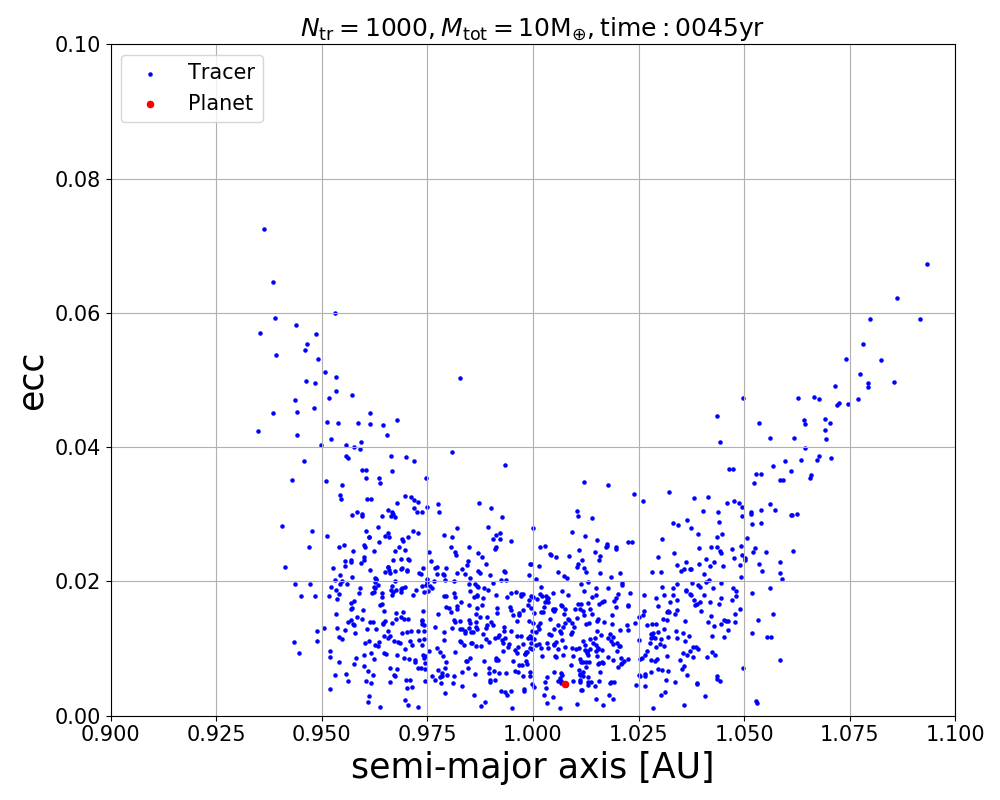 N_tr = 1000, M_tot = 10M_⊕, time : 0045yr
Tracer
Planet
ecc
0.10
0.08
0.06
0.04
0.02
0.00
0.900 0.925 0.950 0.975 1.000 1.025 1.050 1.075 1.100
semi-major axis [AU]